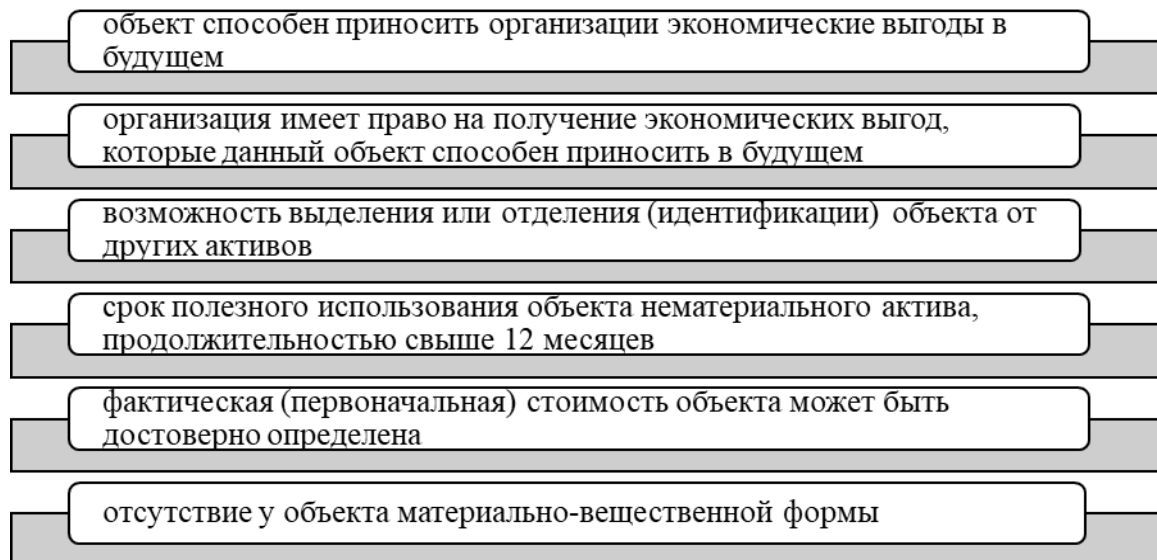 объект способен приносить организации экономические выгоды в
будущем
организация имеет право на получение экономических выгод,
которые данный объект способен приносить в будущем
возможность выделения или отделения (идентификации) объекта от
других активов
срок полезного использования объекта нематериального актива,
продолжительностью свыше 12 месяцев
фактическая (первоначальная) стоимость объекта может быть
достоверно определена
отсутствие у объекта материально-вещественной формы